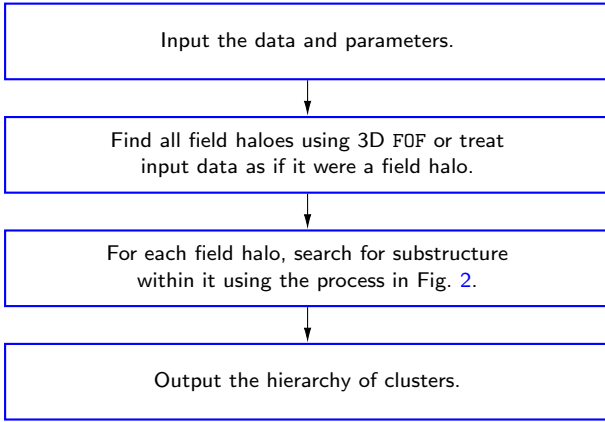 Input the data and parameters.
Find all field haloes using 3D FOF or treat
input data as if it were a field halo.
For each field halo, search for substructure
within it using the process in Fig. 2.
Output the hierarchy of clusters.